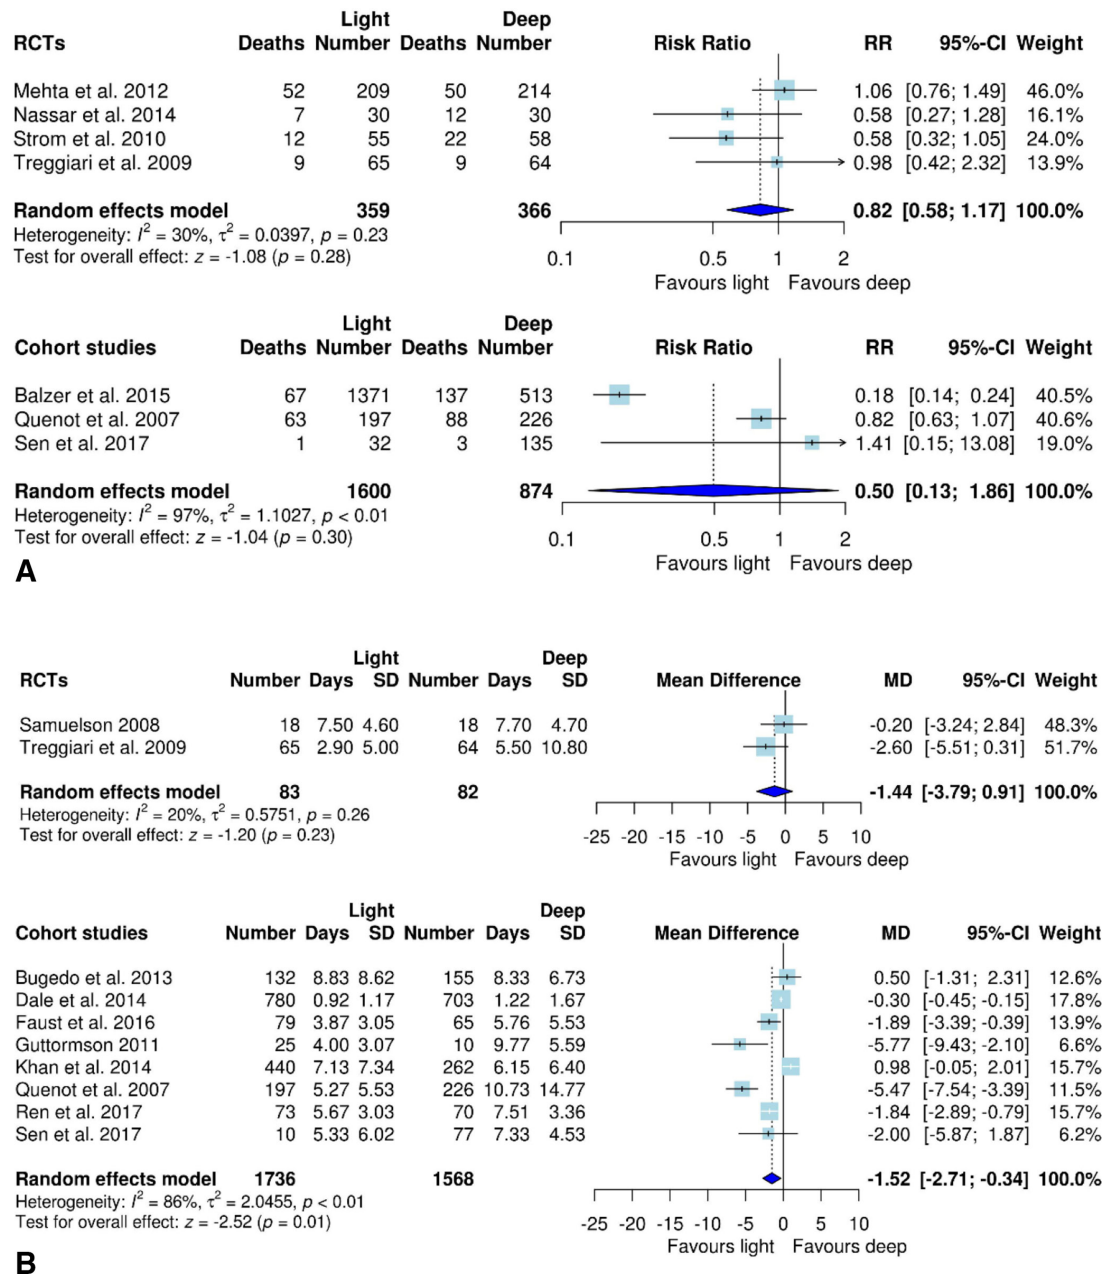 Light Deep
RCTs Deaths Number Deaths Number Risk Ratio RR 95%-CI Weight
Mehta et al. 2012 52 209 50 214 1.06 [0.76; 1.49] 46.0%
Nassar et al. 2014 7 30 12 30 0.58 [0.27; 1.28] 16.1%
Strom et al. 2010 12 55 22 58 0.58 [0.32; 1.05] 24.0%
Treggiari et al. 2009 9 65 9 64 0.98 [0.42; 2.32] 13.9%
Random effects model 359 366 0.82 [0.58; 1.17] 100.0%
Heterogeneity: I² = 30%, τ² = 0.0397, p = 0.23
Test for overall effect: z = -1.08 (p = 0.28)
0.1 0.5 1 2
Favours light Favours deep
Light Deep
Cohort studies Deaths Number Deaths Number Risk Ratio RR 95%-CI Weight
Balzer et al. 2015 67 1371 137 513 0.18 [0.14; 0.24] 40.5%
Quenot et al. 2007 63 197 88 226 0.82 [0.63; 1.07] 40.6%
Sen et al. 2017 1 32 3 135 1.41 [0.15; 13.08] 19.0%
Random effects model 1600 874 0.50 [0.13; 1.86] 100.0%
Heterogeneity: I² = 97%, τ² = 1.1027, p < 0.01
Test for overall effect: z = -1.04 (p = 0.30)
0.1 0.5 1 2
Favours light Favours deep
A
Light Deep
RCTs Number Days SD Number Days SD Mean Difference MD 95%-CI Weight
Samuelson 2008 18 7.50 4.60 18 7.70 4.70 -0.20 [-3.24; 2.84] 48.3%
Treggiari et al. 2009 65 2.90 5.00 64 5.50 10.80 -2.60 [-5.51; 0.31] 51.7%
Random effects model 83 82 -1.44 [-3.79; 0.91] 100.0%
Heterogeneity: I² = 20%, τ² = 0.5751, p = 0.26
Test for overall effect: z = -1.20 (p = 0.23)
-25 -20 -15 -10 -5 0 5 10
Favours light Favours deep
Light Deep
Cohort studies Number Days SD Number Days SD Mean Difference MD 95%-CI Weight
Bugedo et al. 2013 132 8.83 8.62 155 8.33 6.73 0.50 [-1.31; 2.31] 12.6%
Dale et al. 2014 780 0.92 1.17 703 1.22 1.67 -0.30 [-0.45; -0.15] 17.8%
Faust et al. 2016 79 3.87 3.05 65 5.76 5.53 -1.89 [-3.39; -0.39] 13.9%
Guttormson 2011 25 4.00 3.07 10 9.77 5.59 -5.77 [-9.43; -2.10] 6.6%
Khan et al. 2014 440 7.13 7.34 262 6.15 6.40 0.98 [-0.05; 2.01] 15.7%
Quenot et al. 2007 197 5.27 5.53 226 10.73 14.77 -5.47 [-7.54; -3.39] 11.5%
Ren et al. 2017 73 5.67 3.03 70 7.51 3.36 -1.84 [-2.89; -0.79] 15.7%
Sen et al. 2017 10 5.33 6.02 77 7.33 4.53 -2.00 [-5.87; 1.87] 6.2%
Random effects model 1736 1568 -1.52 [-2.71; -0.34] 100.0%
Heterogeneity: I² = 86%, τ² = 2.0455, p < 0.01
Test for overall effect: z = -2.52 (p = 0.01)
-25 -20 -15 -10 -5 0 5 10
Favours light Favours deep
B